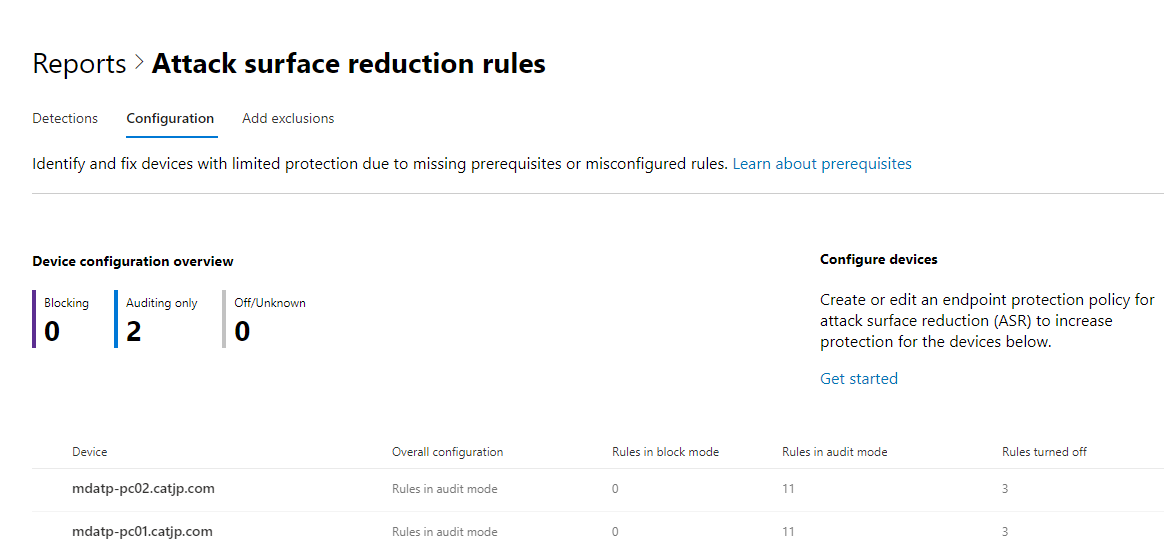 Reports > Attack surface reduction rules
Detections Configuration Add exclusions
Identify and fix devices with limited protection due to missing prerequisites or misconfigured rules. Learn about prerequisites
Device configuration overview
Blocking Auditing only Off/Unknown
0 2 0
Configure devices
Create or edit an endpoint protection policy for
attack surface reduction (ASR) to increase
protection for the devices below.
Get started
Device Overall configuration Rules in block mode Rules in audit mode Rules turned off
mdatp-pc02.catjp.com Rules in audit mode 0 11 3
mdatp-pc01.catjp.com Rules in audit mode 0 11 3